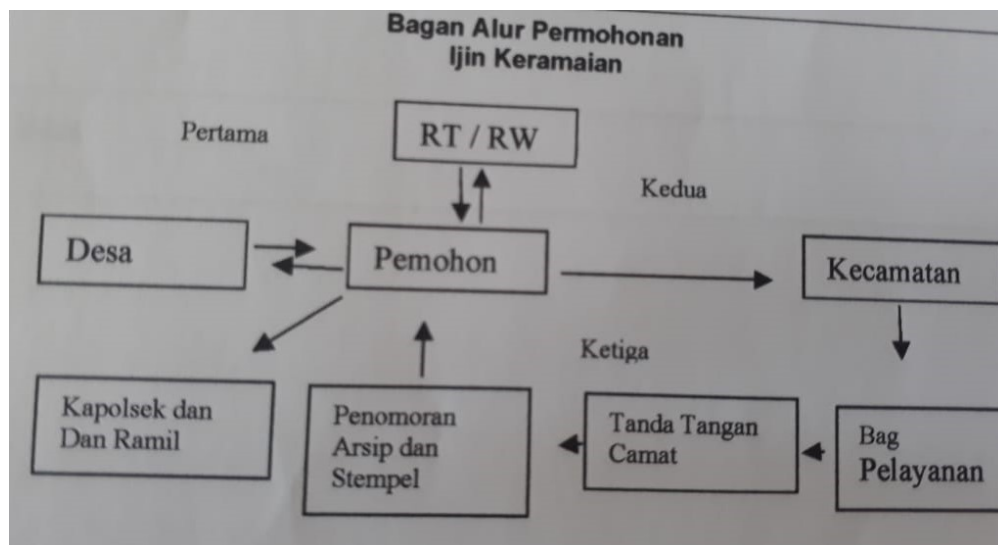 Bagan Alur Permohonan
Ijin Keramaian
Pertama
RT / RW
Kedua
Desa
Pemohon
Kecamatan
Ketiga
Kapolsek dan
Dan Ramil
Penomoran
Arsip dan
Stempel
Tanda Tangan
Camat
Bag
Pelayanan